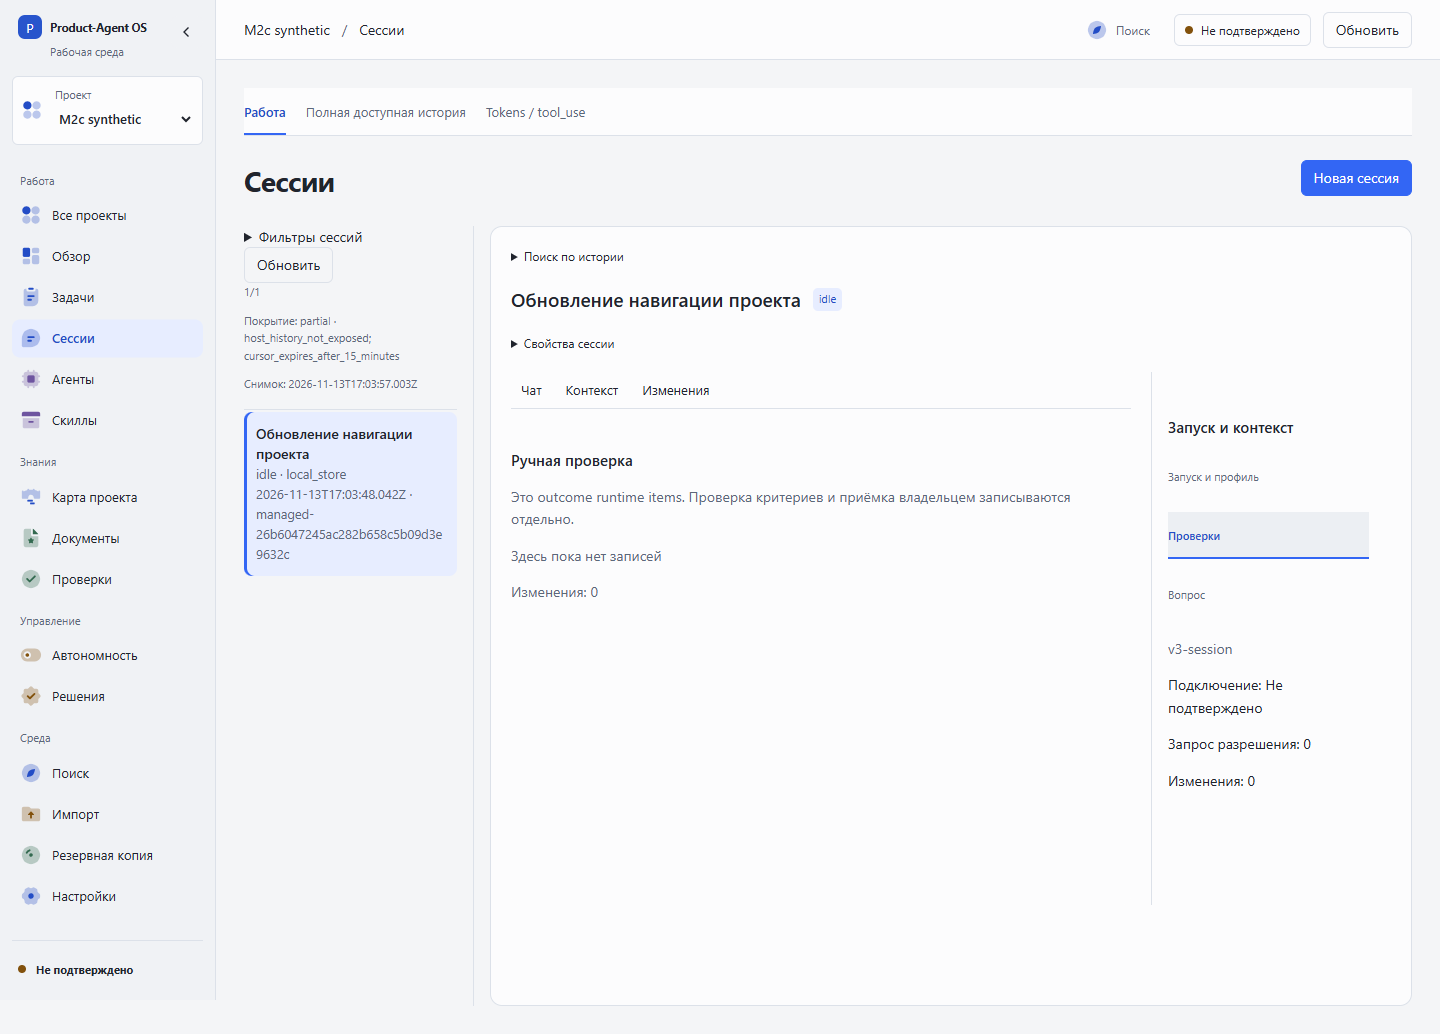 P
Product-Agent OS
Рабочая среда
Проект
M2c synthetic
Работа
Все проекты
Обзор
Задачи
Сессии
Агенты
Скиллы
Знания
Карта проекта
Документы
Проверки
Управление
Автономность
Решения
Среда
Поиск
Импорт
Резервная копия
Настройки
Не подтверждено
M2c synthetic / Сессии
Поиск
Не подтверждено
Обновить
Работа
Полная доступная история
Tokens / tool_use
Сессии
Новая сессия
Фильтры сессий
Обновить
1/1
Покрытие: partial ·
host_history_not_exposed;
cursor_expires_after_15_minutes
Снимок: 2026-11-13T17:03:57.003Z
Обновление навигации
проекта
idle · local_store
2026-11-13T17:03:48.042Z ·
managed-
26b6047245ac282b658c5b09d3e
9632c
Поиск по истории
Обновление навигации проекта
idle
Свойства сессии
Чат
Контекст
Изменения
Ручная проверка
Это outcome runtime items. Проверка критериев и приёмка владельцем записываются
отдельно.
Здесь пока нет записей
Изменения: 0
Запуск и контекст
Запуск и профиль
Проверки
Вопрос
v3-session
Подключение: Не
подтверждено
Запрос разрешения: 0
Изменения: 0